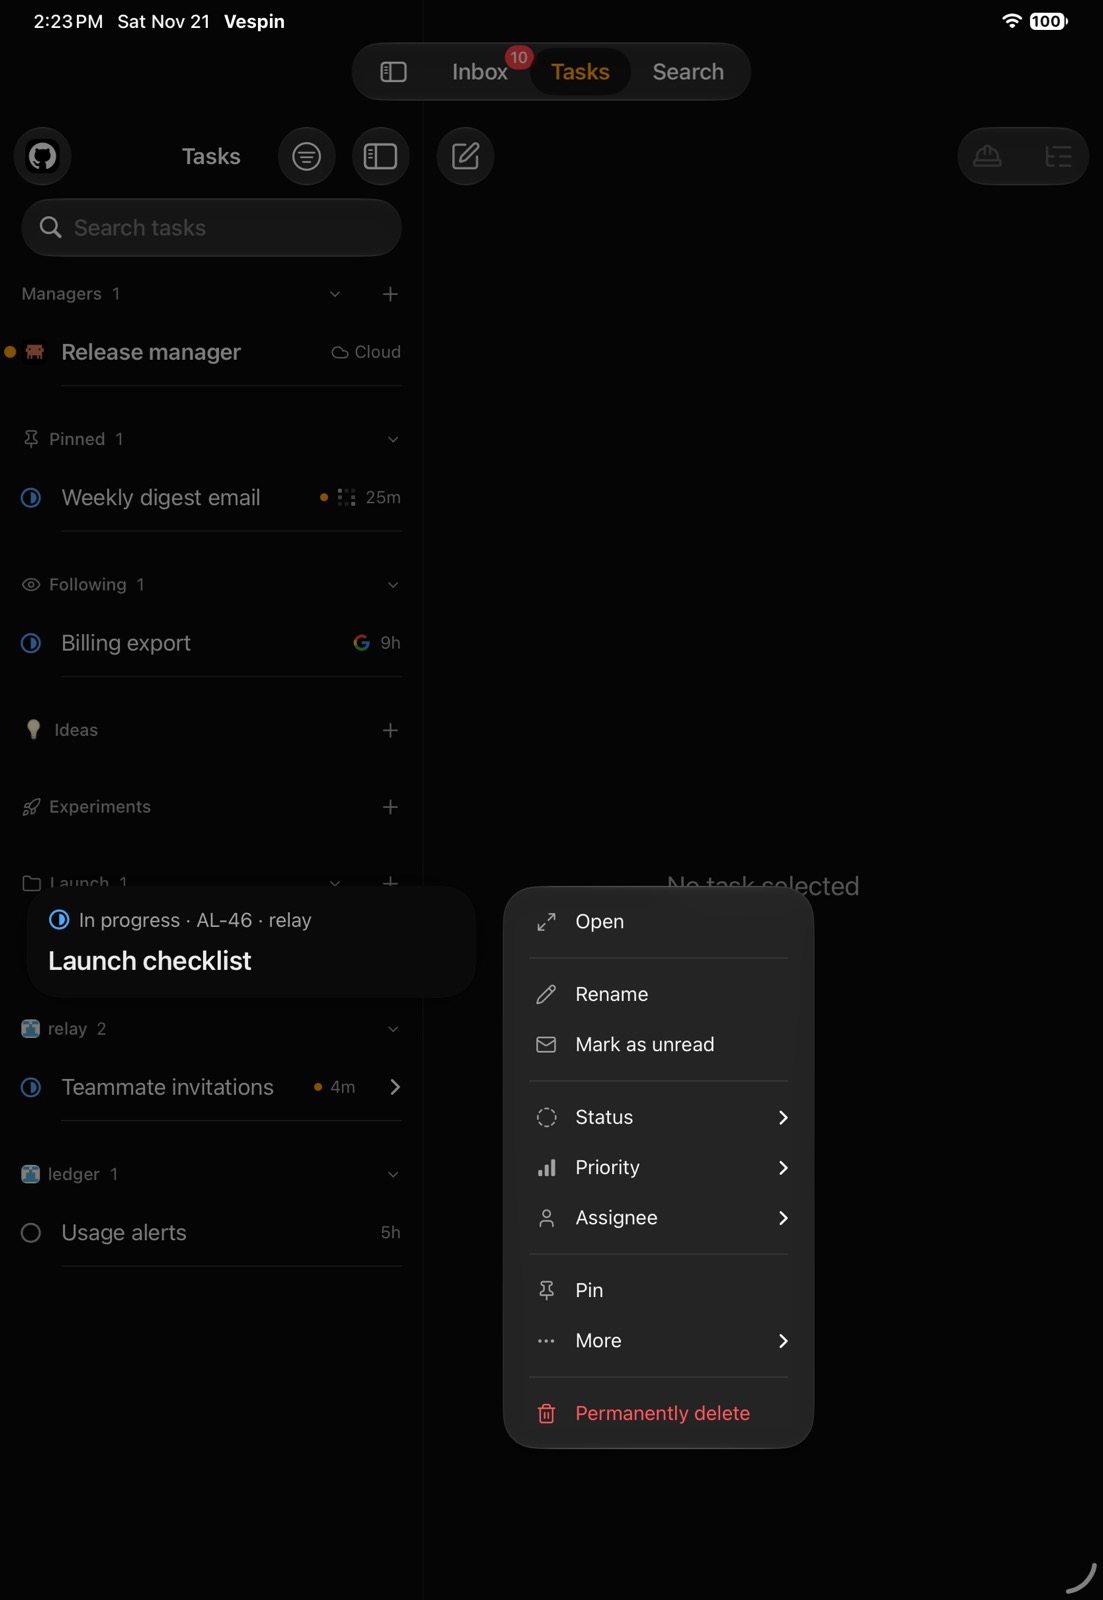 2:23 PM Sat Nov 21 Vespin
100
Inbox 10 Tasks Search
Tasks
Search tasks
Managers 1
Release manager Cloud
Pinned 1
Weekly digest email 25m
Following 1
Billing export 9h
Ideas
Experiments
Launch 1
No task selected
In progress · AL-46 · relay
Launch checklist
relay 2
Teammate invitations 4m
ledger 1
Usage alerts 5h
Open
Rename
Mark as unread
Status
Priority
Assignee
Pin
More
Permanently delete